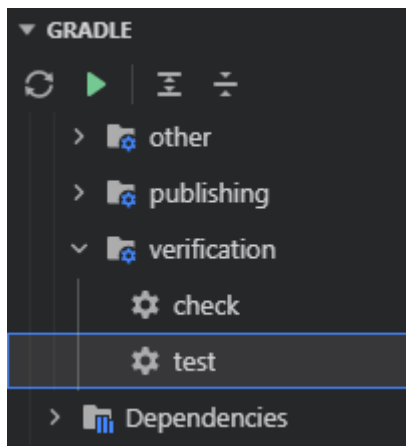 GRADLE
other
publishing
verification
check
test
Dependencies